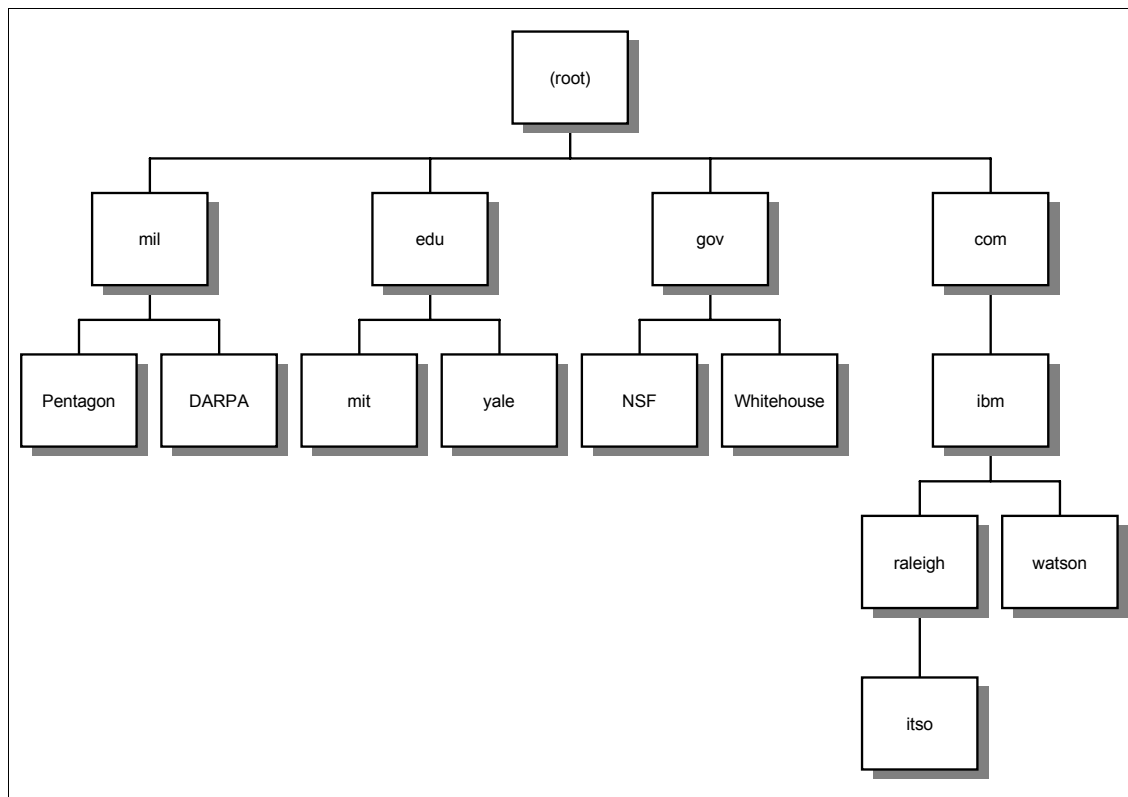 (root)
mil
edu
gov
com
Pentagon
DARPA
mit
yale
NSF
Whitehouse
ibm
raleigh
watson
itso